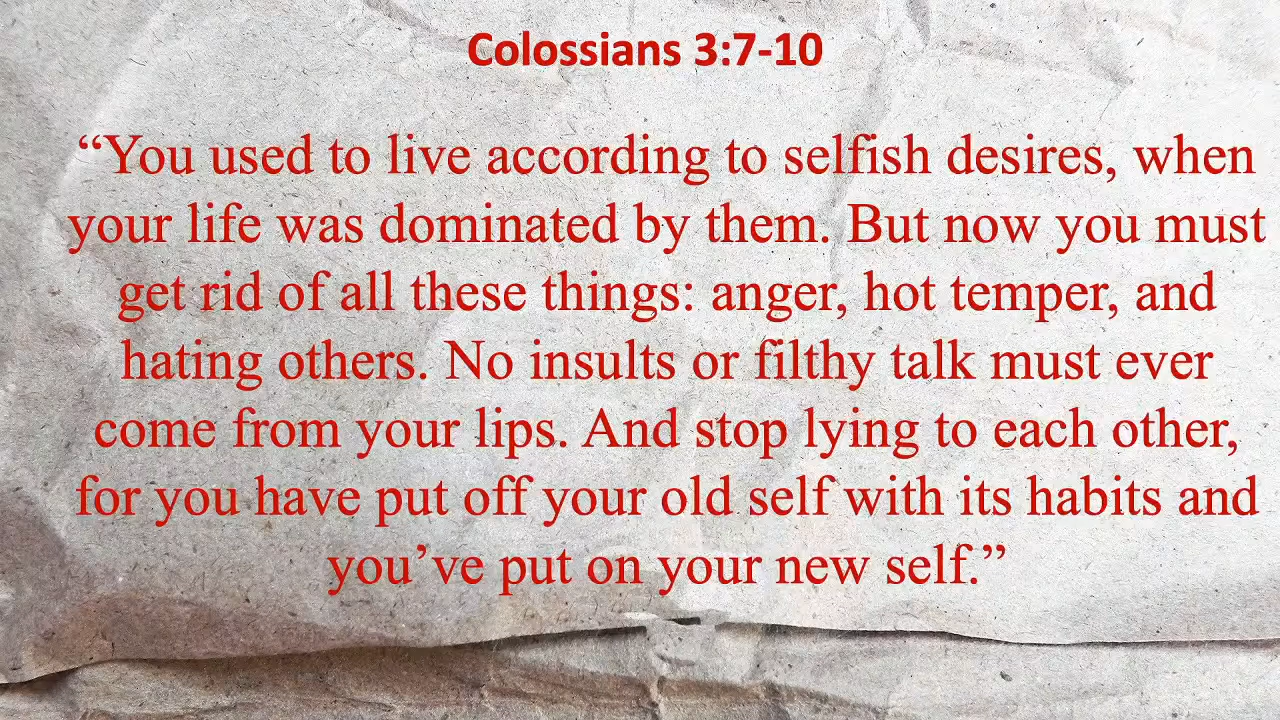 Colossians 3:7-10
“You used to live according to selfish desires, when
your life was dominated by them. But now you must
get rid of all these things: anger, hot temper, and
hating others. No insults or filthy talk must ever
come from your lips. And stop lying to each other,
for you have put off your old self with its habits and
you’ve put on your new self.”